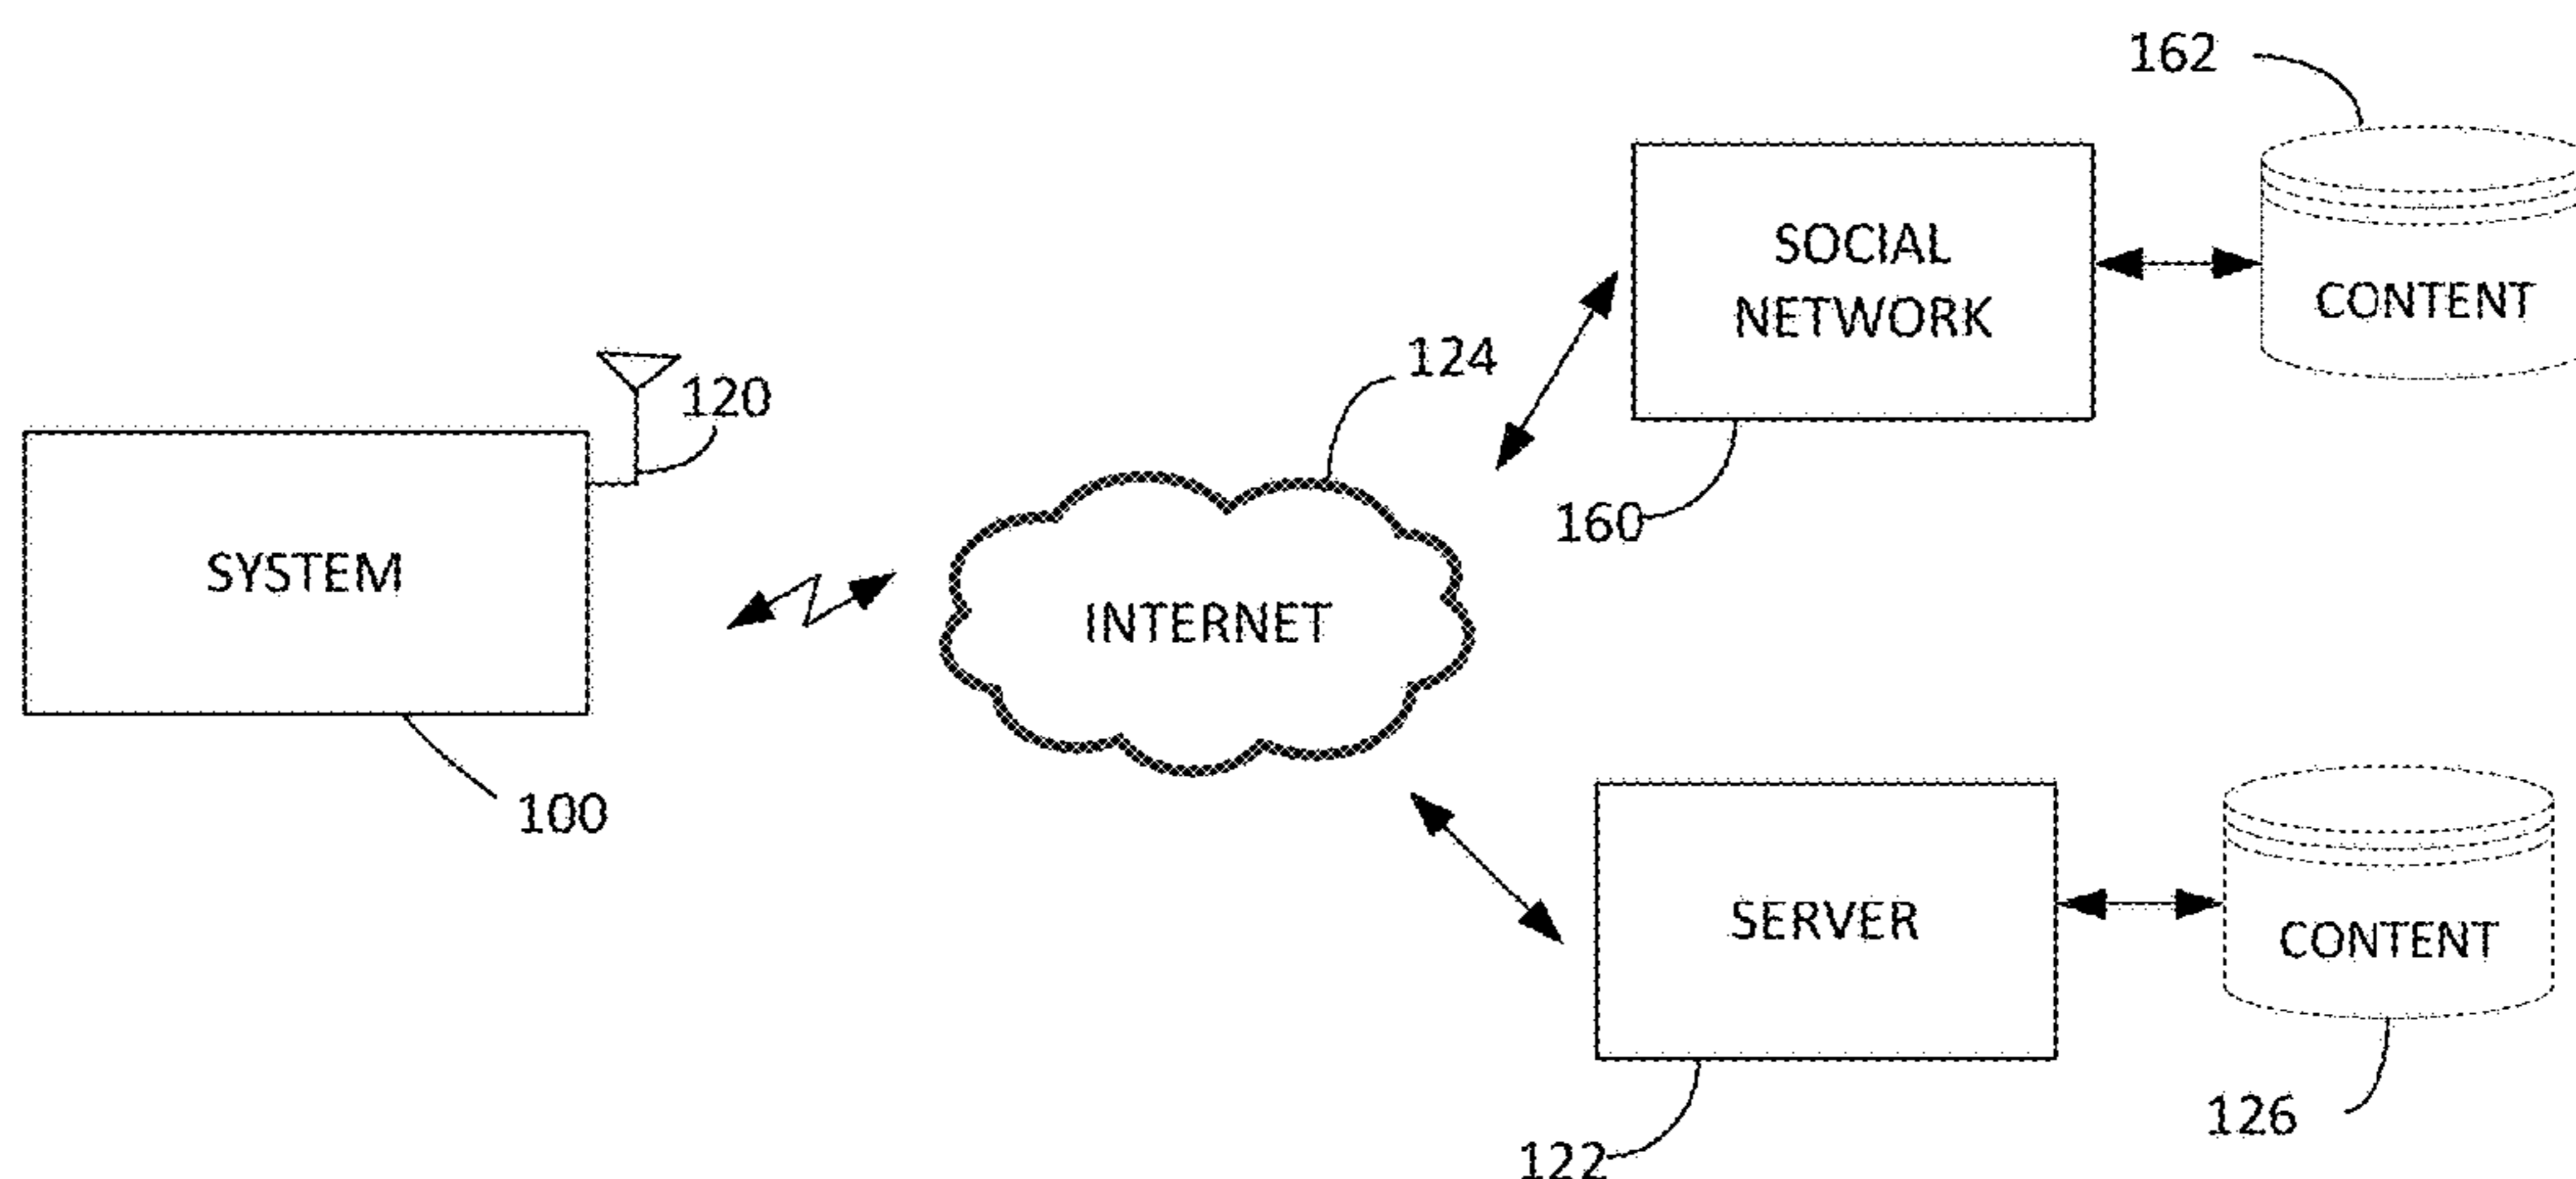 162
SOCIAL
NETWORK
CONTENT
124
120
160
SYSTEM
INTERNET
100
SERVER
CONTENT
126
122